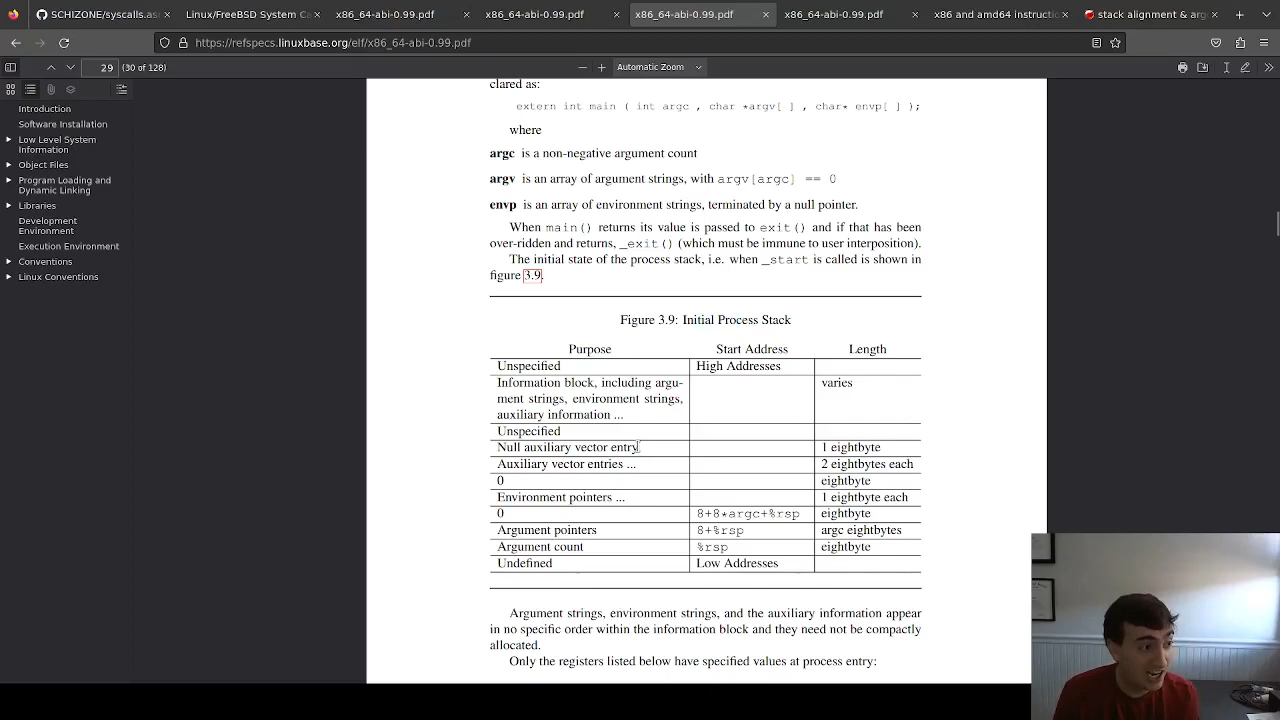 SCHIZONE/syscalls.as
Linux/FreeBSD System Ca
x86_64-abi-0.99.pdf
x86_64-abi-0.99.pdf
x86_64-abi-0.99.pdf
x86_64-abi-0.99.pdf
x86 and amd64 instructio
stack alignment & arg
https://refspecs.linuxbase.org/elf/x86_64-abi-0.99.pdf
29 (30 of 128)
Automatic Zoom
Introduction
Software Installation
Low Level System
Information
Object Files
Program Loading and
Dynamic Linking
Libraries
Development
Environment
Execution Environment
Conventions
Linux Conventions
clared as:
extern int main ( int argc , char *argv[ ] , char* envp[ ] );
where
argc is a non-negative argument count
argv is an array of argument strings, with argv[argc] == 0
envp is an array of environment strings, terminated by a null pointer.
When main() returns its value is passed to exit() and if that has been
over-ridden and returns, _exit() (which must be immune to user interposition).
The initial state of the process stack, i.e. when _start is called is shown in
figure 3.9.
Figure 3.9: Initial Process Stack
Purpose Start Address Length
Unspecified High Addresses
Information block, including argu- varies
ment strings, environment strings,
auxiliary information ...
Unspecified
Null auxiliary vector entry 1 eightbyte
Auxiliary vector entries ... 2 eightbytes each
0 eightbyte
Environment pointers ... 1 eightbyte each
0 8+8*argc+%rsp eightbyte
Argument pointers 8+%rsp argc eightbytes
Argument count %rsp eightbyte
Undefined Low Addresses
Argument strings, environment strings, and the auxiliary information appear
in no specific order within the information block and they need not be compactly
allocated.
Only the registers listed below have specified values at process entry: